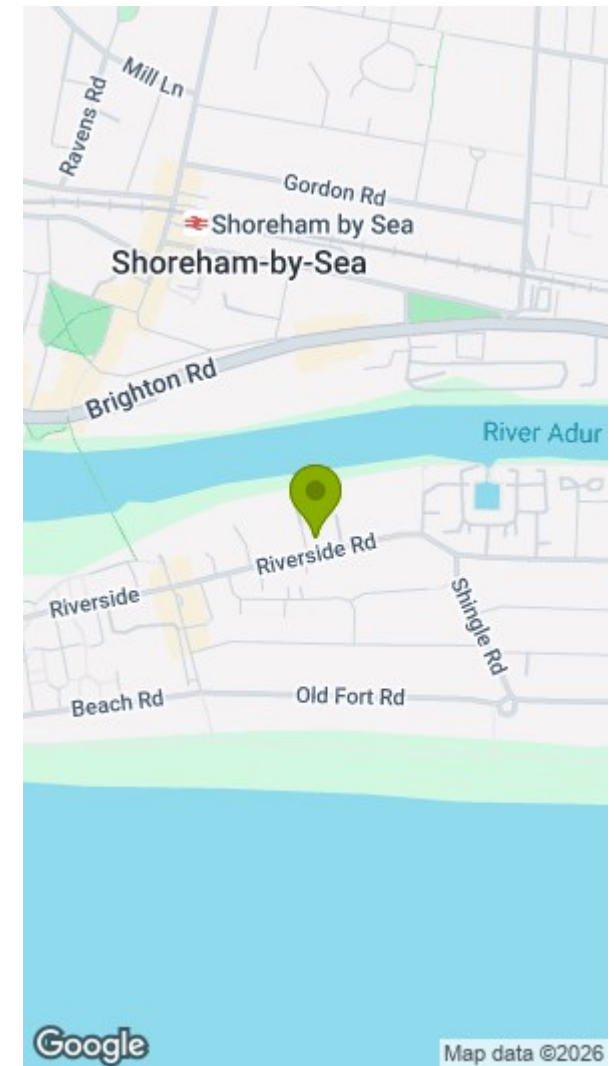 Mill Ln
Ravens Rd
Gordon Rd
Shoreham by Sea
Shoreham-by-Sea
Brighton Rd
River Adur
Riverside Rd
Riverside
Shingle Rd
Beach Rd
Old Fort Rd
Google
Map data ©2026